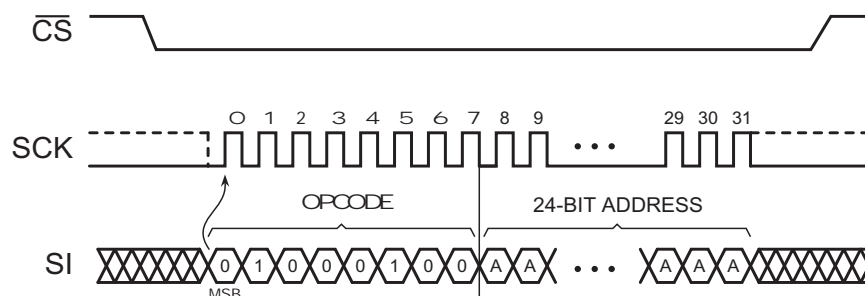 CS
0 1 2 3 4 5 6 7 8 9 29 30 31
SCK
OPCODE 24-BIT ADDRESS
SI 0 1 0 0 0 1 0 0 A A A A A
MSB